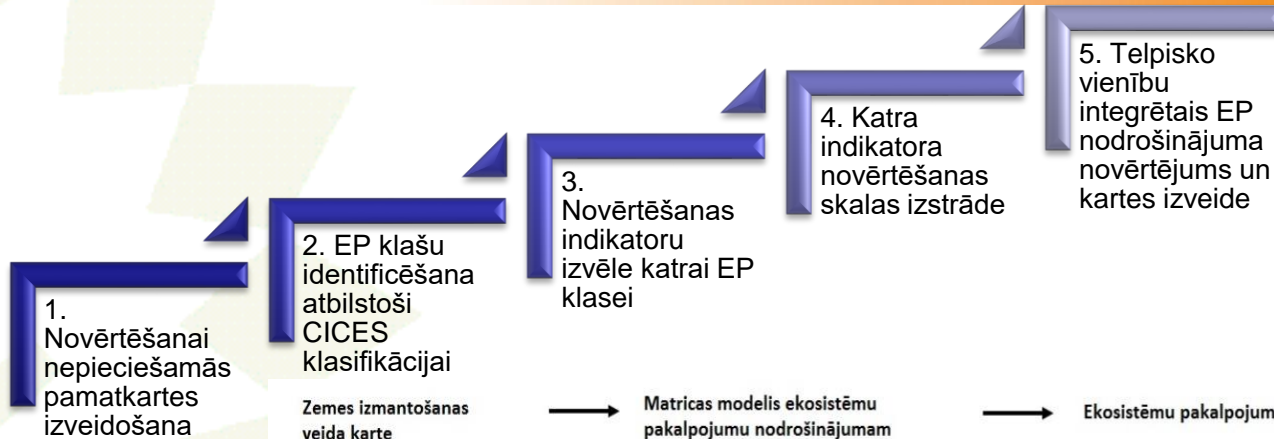 1.
Novērtēšanai
nepieciešamās
pamatkartes
izveidošana
2. EP klašu
identificēšana
atbilstoši
CICES
klasifikācijai
3.
Novērtēšanas
indikatoru
izvēle katrai EP
klasei
4. Katra
indikatora
novērtēšanas
skalas izstrāde
5. Telpisko
vienību
integrētais EP
nodrošinājuma
novērtējums un
kartes izveide
Zemes izmantošanas
veida karte
Matricas modelis ekosistēmu
pakalpojumu nodrošinājumam
Ekosistēmu pakalpojum